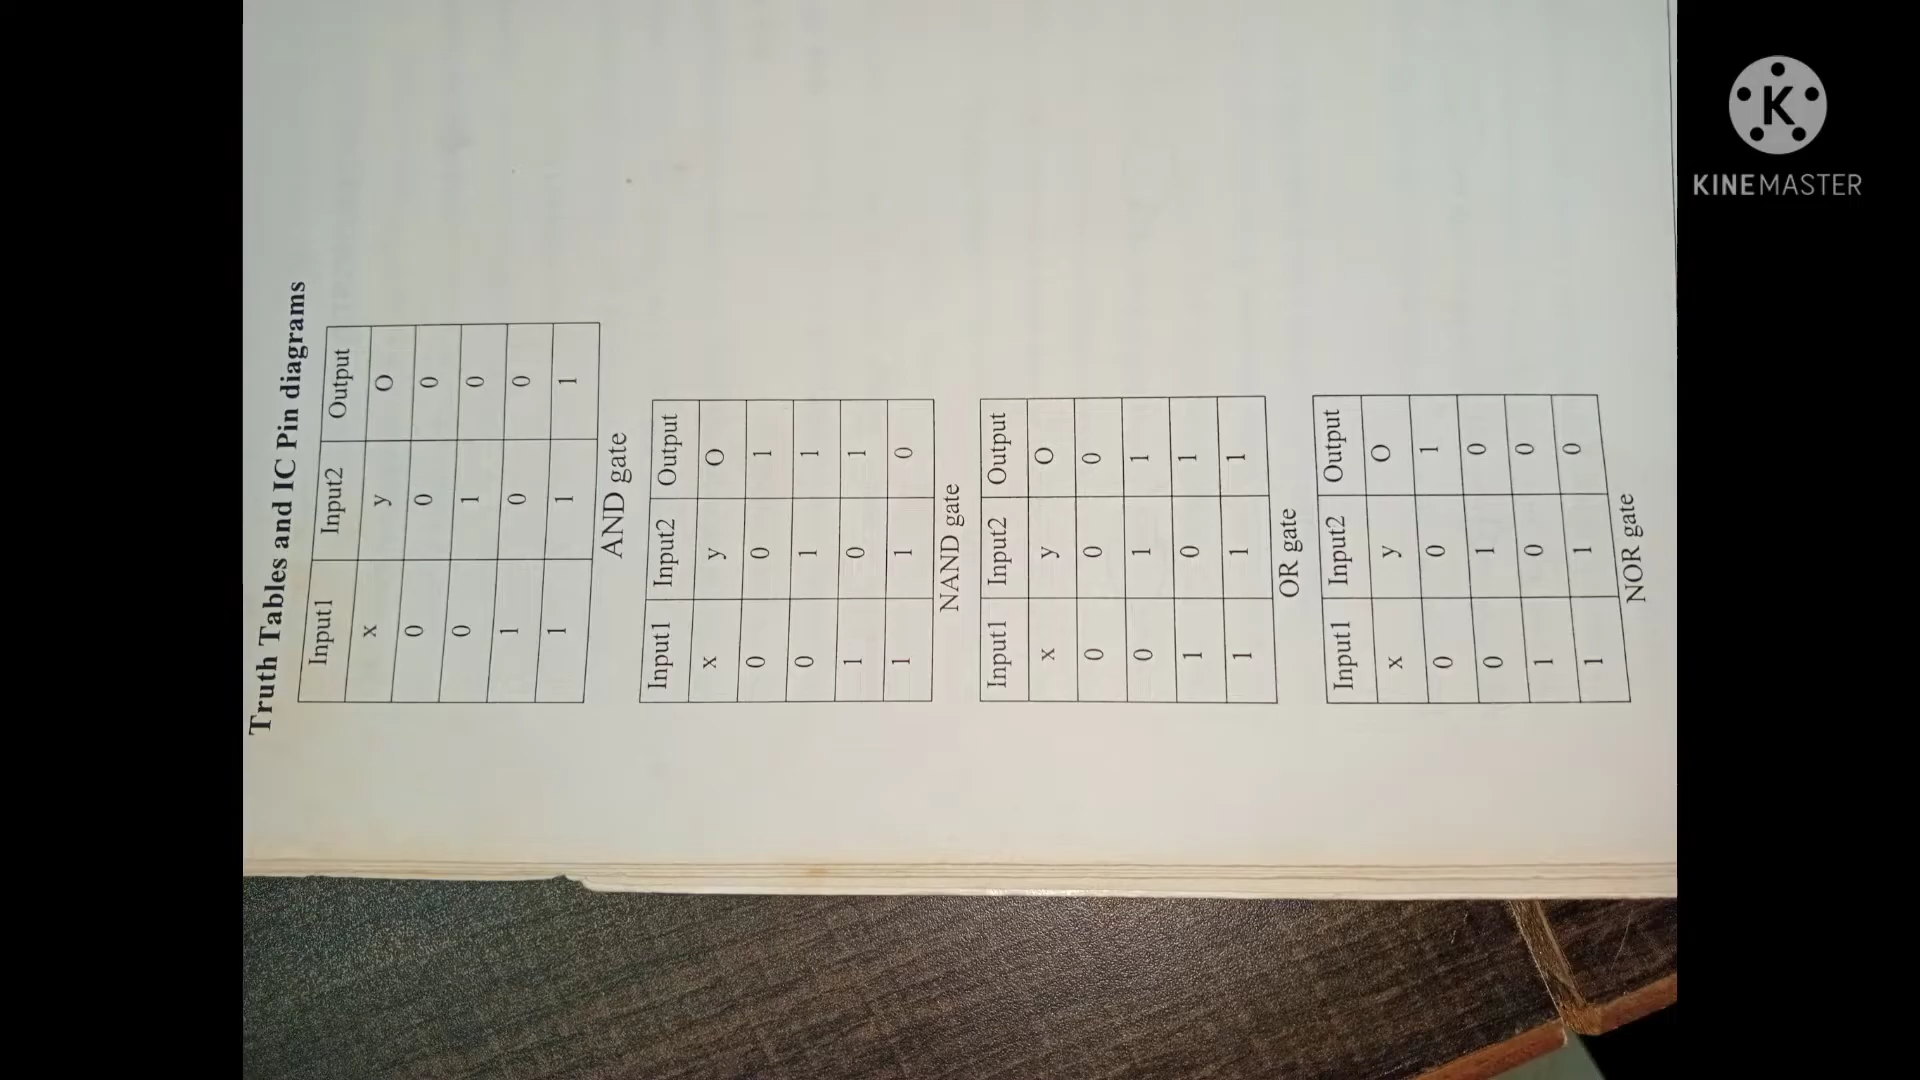 Truth Tables and IC Pin diagrams
Input1 Input2 Output
x y O
0 0 0
0 1 0
1 0 0
1 1 1
AND gate
Input1 Input2 Output
x y O
0 0 1
0 1 1
1 0 1
1 1 0
NAND gate
Input1 Input2 Output
x y O
0 0 0
0 1 1
1 0 1
1 1 1
OR gate
Input1 Input2 Output
x y O
0 0 1
0 1 0
1 0 0
1 1 0
NOR gate
K
KINEMASTER